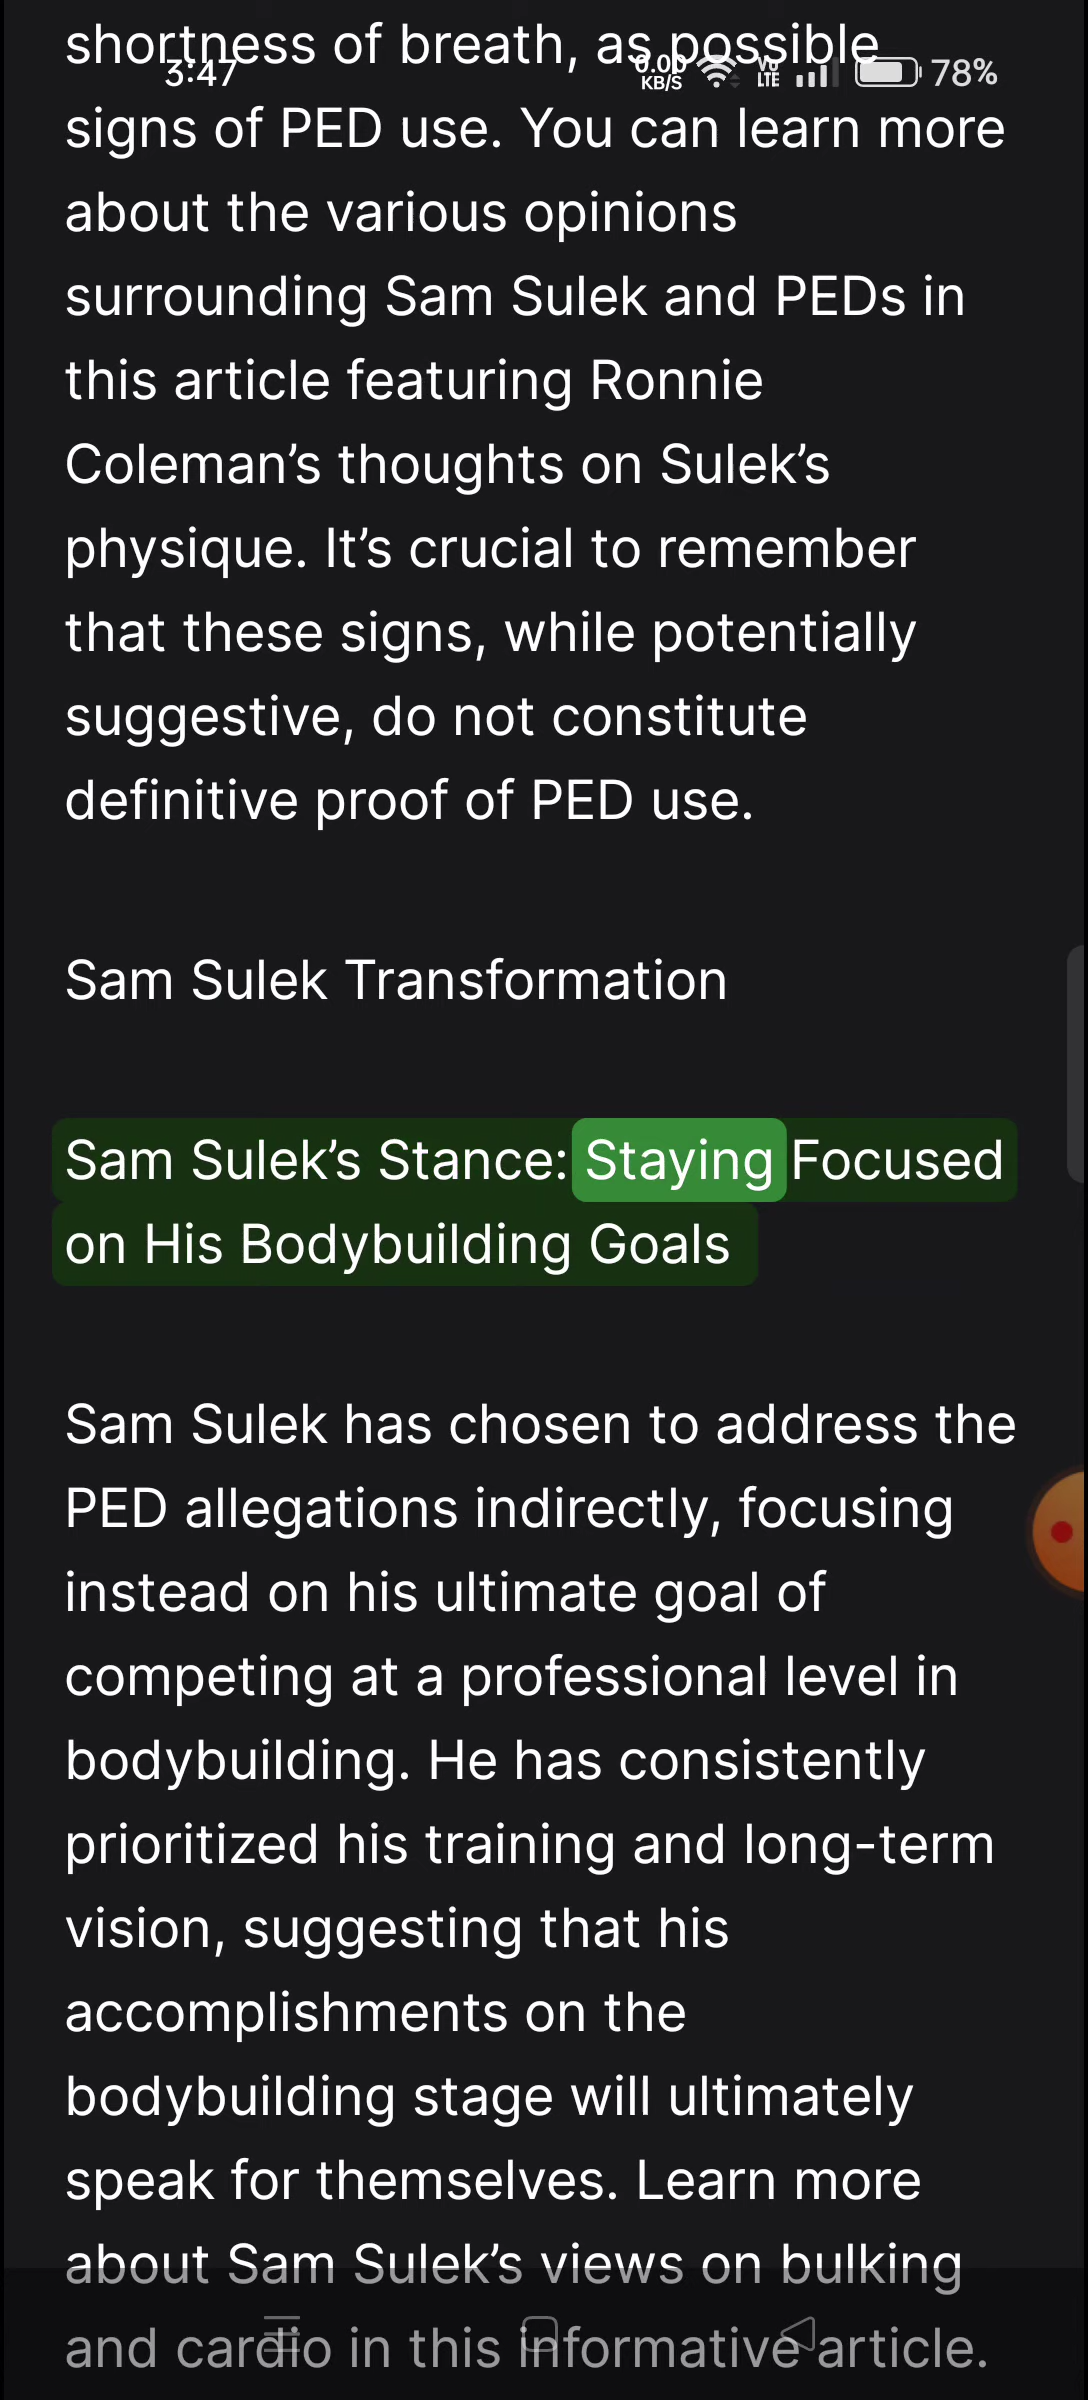 shortness of breath, as possible
3:47
0.00
KB/S
Vo
LTE
78%
signs of PED use. You can learn more
about the various opinions
surrounding Sam Sulek and PEDs in
this article featuring Ronnie
Coleman’s thoughts on Sulek’s
physique. It’s crucial to remember
that these signs, while potentially
suggestive, do not constitute
definitive proof of PED use.
Sam Sulek Transformation
Sam Sulek’s Stance: Staying Focused
on His Bodybuilding Goals
Sam Sulek has chosen to address the
PED allegations indirectly, focusing
instead on his ultimate goal of
competing at a professional level in
bodybuilding. He has consistently
prioritized his training and long-term
vision, suggesting that his
accomplishments on the
bodybuilding stage will ultimately
speak for themselves. Learn more
about Sam Sulek’s views on bulking
and cardio in this informative article.